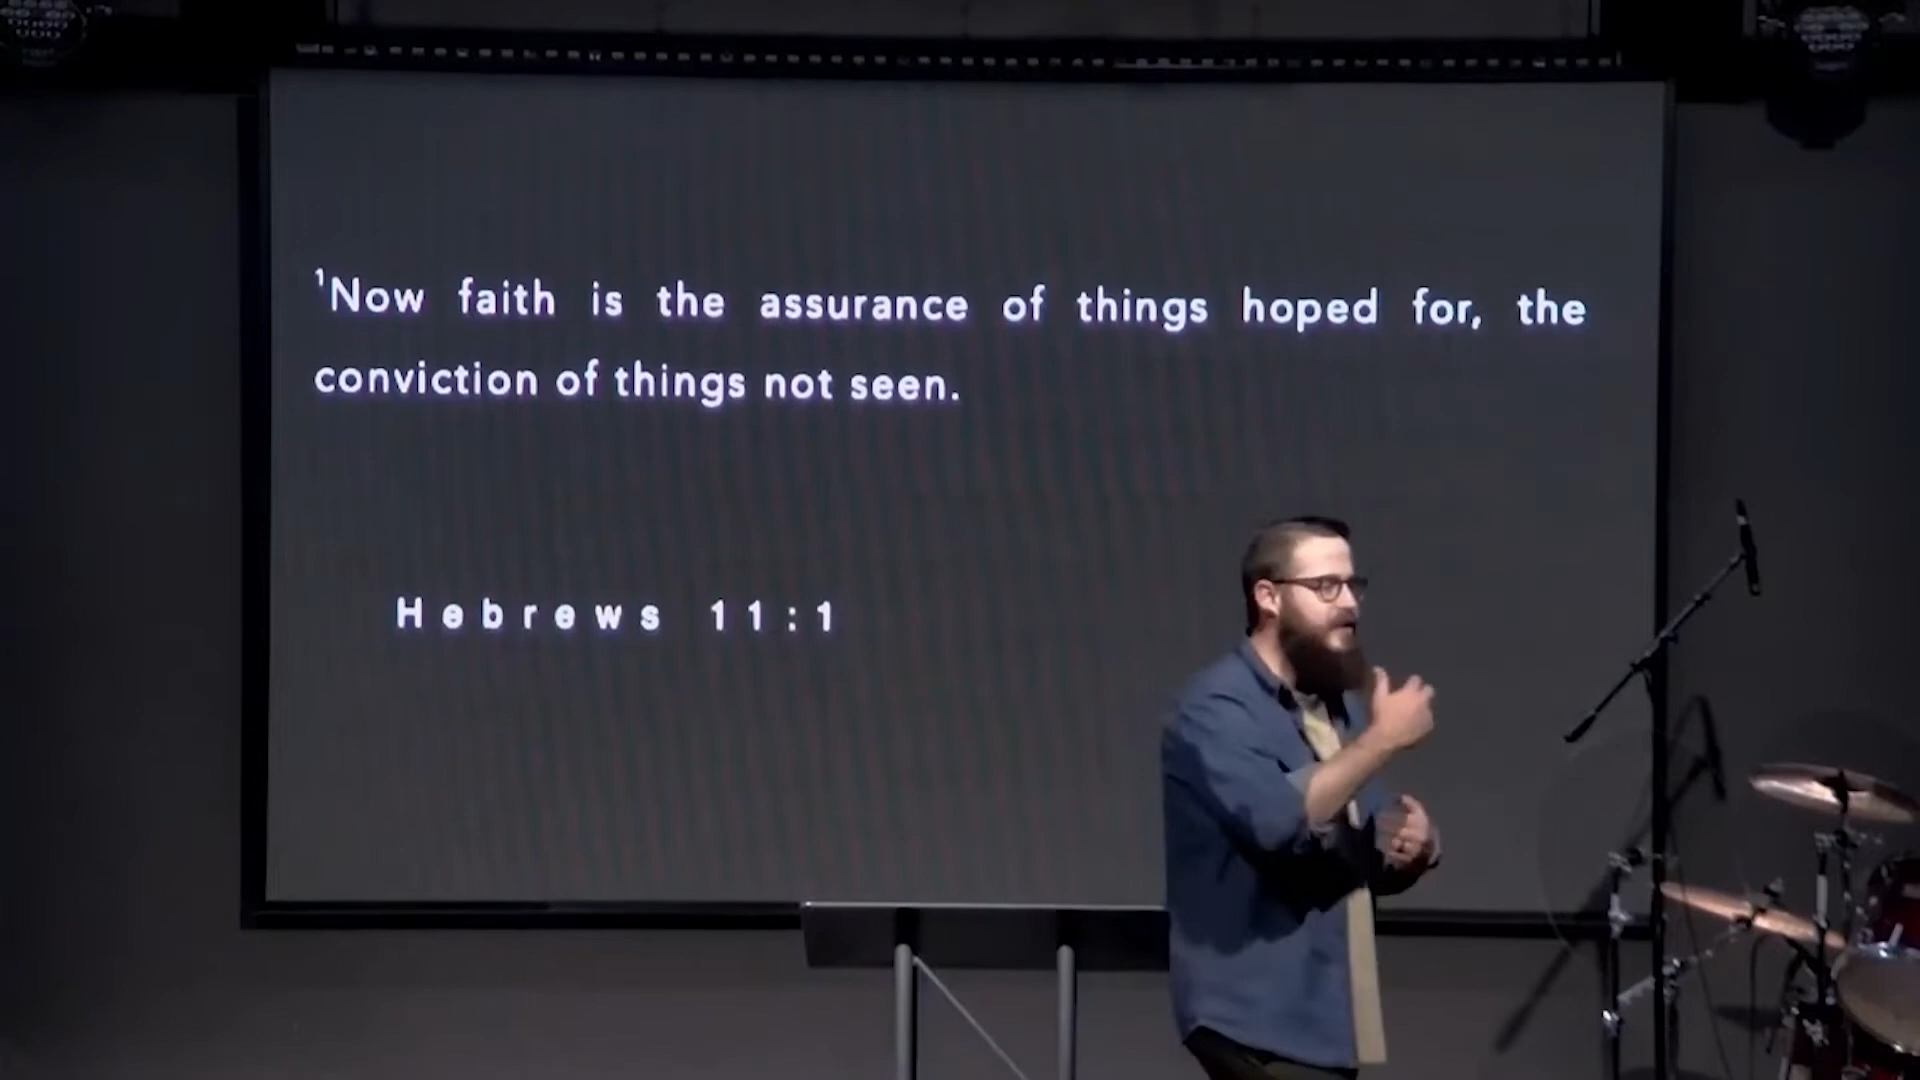 ¹Now faith is the assurance of things hoped for, the
conviction of things not seen.
Hebrews 11:1